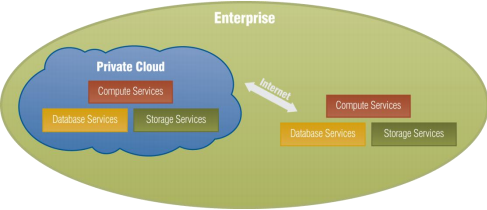 Enterprise
Private Cloud
Compute Services
Database Services
Storage Services
Internet
Compute Services
Database Services
Storage Services